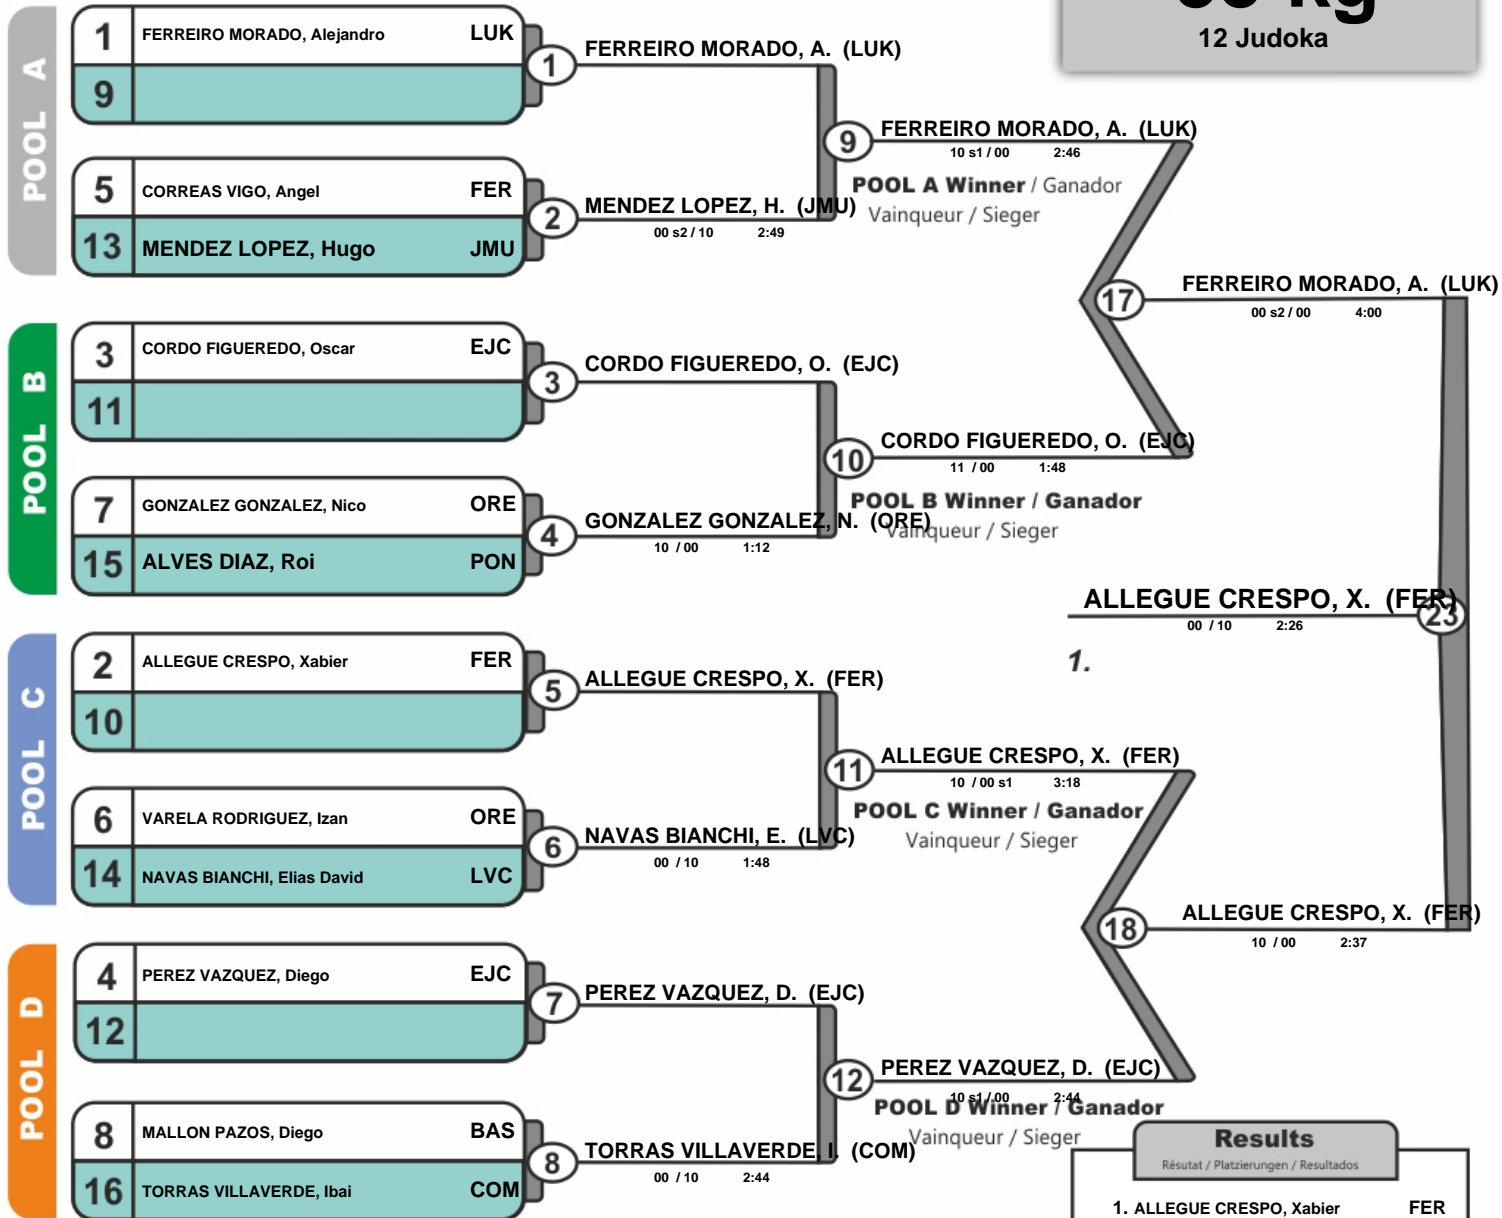 12 Judoka
POOL A
1 FERREIRO MORADO, Alejandro LUK
9
5 CORREAS VIGO, Angel FER
13 MENDEZ LOPEZ, Hugo JMU
1 FERREIRO MORADO, A. (LUK)
2 MENDEZ LOPEZ, H. (JMU)
00 s2 / 10 2:49
9 FERREIRO MORADO, A. (LUK)
10 s1 / 00 2:46
POOL A Winner / Ganador
Vainqueur / Sieger
POOL B
3 CORDO FIGUEREDO, Oscar EJC
11
7 GONZALEZ GONZALEZ, Nico ORE
15 ALVES DIAZ, Roi PON
3 CORDO FIGUEREDO, O. (EJC)
4 GONZALEZ GONZALEZ, N. (ORE)
10 / 00 1:12
10 CORDO FIGUEREDO, O. (EJC)
11 / 00 1:48
POOL B Winner / Ganador
Vainqueur / Sieger
17 FERREIRO MORADO, A. (LUK)
00 s2 / 00 4:00
ALLEGUE CRESPO, X. (FER) 23
00 / 10 2:26
1.
POOL C
2 ALLEGUE CRESPO, Xabier FER
10
6 VARELA RODRIGUEZ, Izan ORE
14 NAVAS BIANCHI, Elias David LVC
5 ALLEGUE CRESPO, X. (FER)
6 NAVAS BIANCHI, E. (LVC)
00 / 10 1:48
11 ALLEGUE CRESPO, X. (FER)
10 / 00 s1 3:18
POOL C Winner / Ganador
Vainqueur / Sieger
18 ALLEGUE CRESPO, X. (FER)
10 / 00 2:37
POOL D
4 PEREZ VAZQUEZ, Diego EJC
12
8 MALLON PAZOS, Diego BAS
16 TORRAS VILLAVERDE, Ibai COM
7 PEREZ VAZQUEZ, D. (EJC)
8 TORRAS VILLAVERDE, I. (COM)
00 / 10 2:44
12 PEREZ VAZQUEZ, D. (EJC)
10 s1 / 00 2:44
POOL D Winner / Ganador
Vainqueur / Sieger
Results
Résutat / Platzierungen / Resultados
1. ALLEGUE CRESPO, Xabier FER